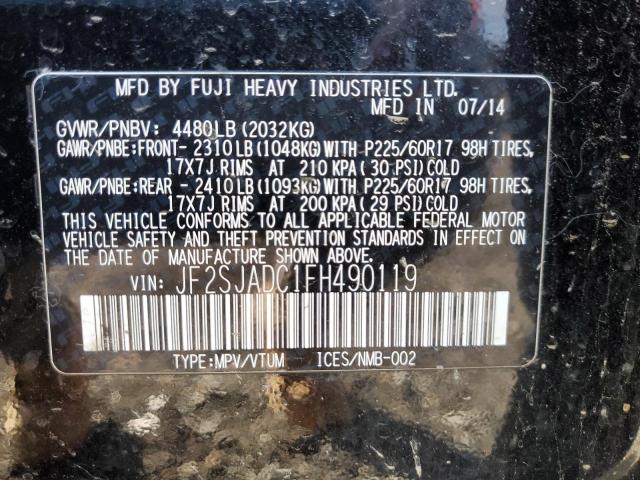 MFD BY FUJI HEAVY INDUSTRIES LTD.
MFD IN 07/14
GVWR/PNBV: 4480LB (2032KG)
GAWR/PNBE:FRONT- 2310LB(1048KG)WITH P225/60R17 98H TIRES,
17X7J RIMS AT 210 KPA( 30 PSI)COLD
GAWR/PNBE:REAR - 2410LB(1093KG)WITH P225/60R17 98H TIRES,
17X7J RIMS AT 200 KPA( 29 PSI)COLD
THIS VEHICLE CONFORMS TO ALL APPLICABLE FEDERAL MOTOR
VEHICLE SAFETY AND THEFT PREVENTION STANDARDS IN EFFECT ON
THE DATE OF MANUFACTURE SHOWN ABOVE.
VIN: JF2SJADC1FH490119
TYPE:MPV/VTUM ICES/NMB-002